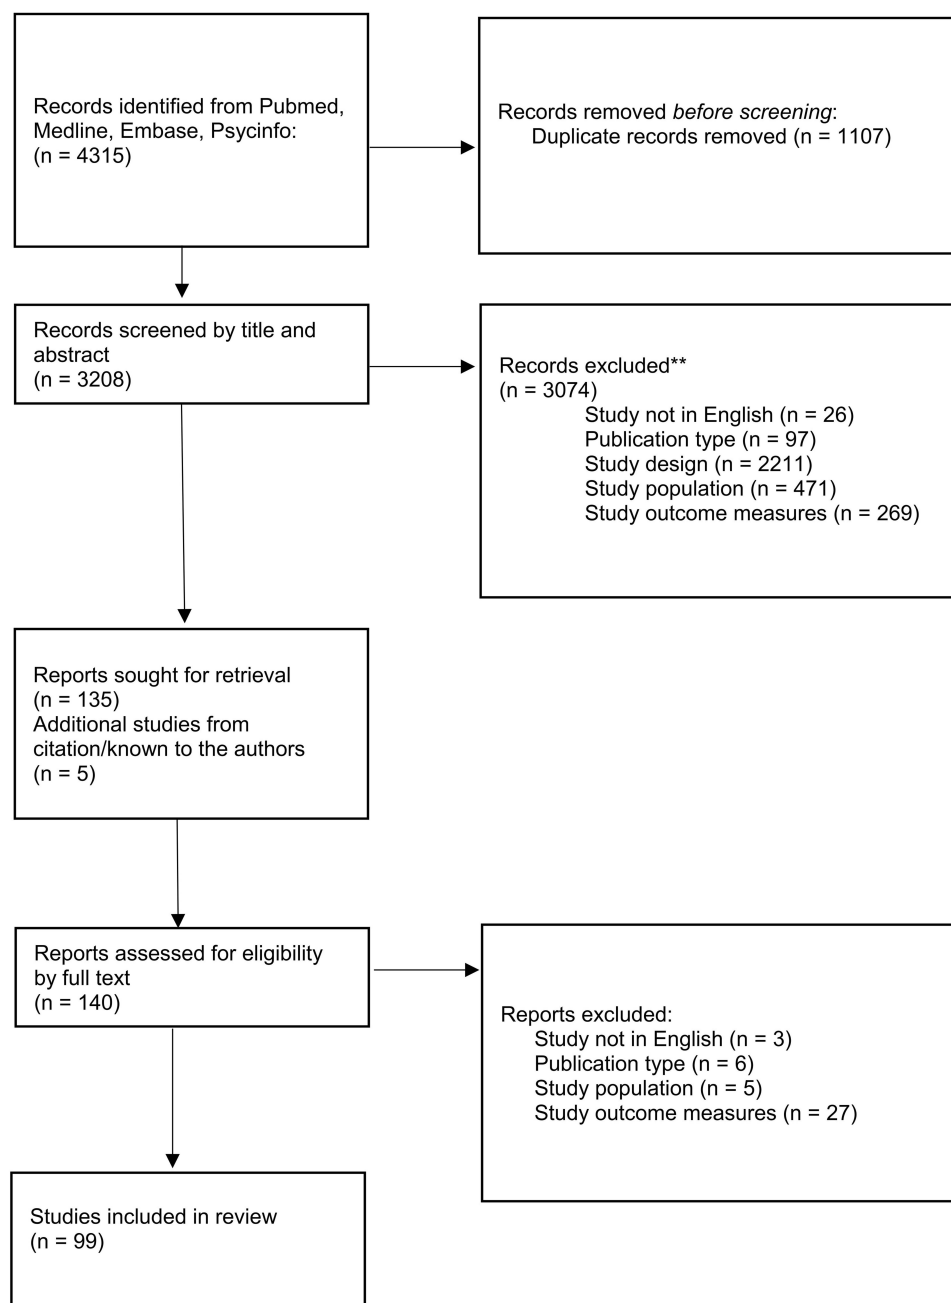 Records identified from Pubmed,
Medline, Embase, Psycinfo:
(n = 4315)
Records removed before screening:
Duplicate records removed (n = 1107)
Records screened by title and
abstract
(n = 3208)
Records excluded**
(n = 3074)
Study not in English (n = 26)
Publication type (n = 97)
Study design (n = 2211)
Study population (n = 471)
Study outcome measures (n = 269)
Reports sought for retrieval
(n = 135)
Additional studies from
citation/known to the authors
(n = 5)
Reports assessed for eligibility
by full text
(n = 140)
Reports excluded:
Study not in English (n = 3)
Publication type (n = 6)
Study population (n = 5)
Study outcome measures (n = 27)
Studies included in review
(n = 99)